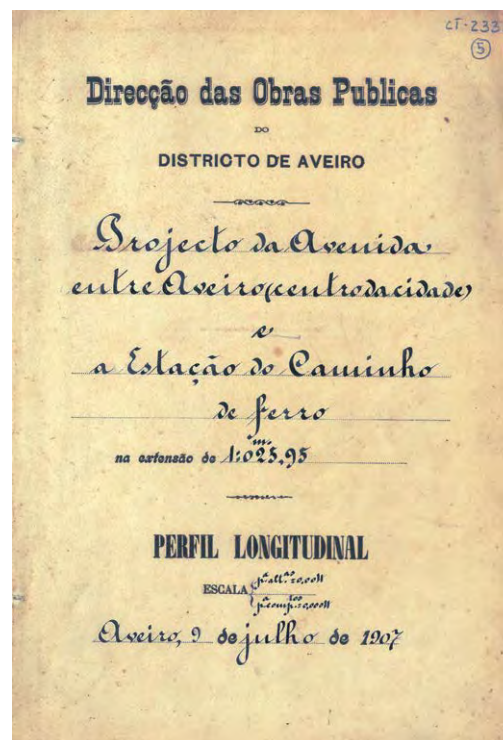 CT-233
5
Direcção das Obras Publicas
DO
DISTRICTO DE AVEIRO
Projecto da Avenida
entre Aveiro (centro da cidade)
e
a Estação do Caminho
de ferro
na extensão de 1:025,95
m.
PERFIL LONGITUDINAL
ESCALA
Aveiro, 9 de julho de 1907